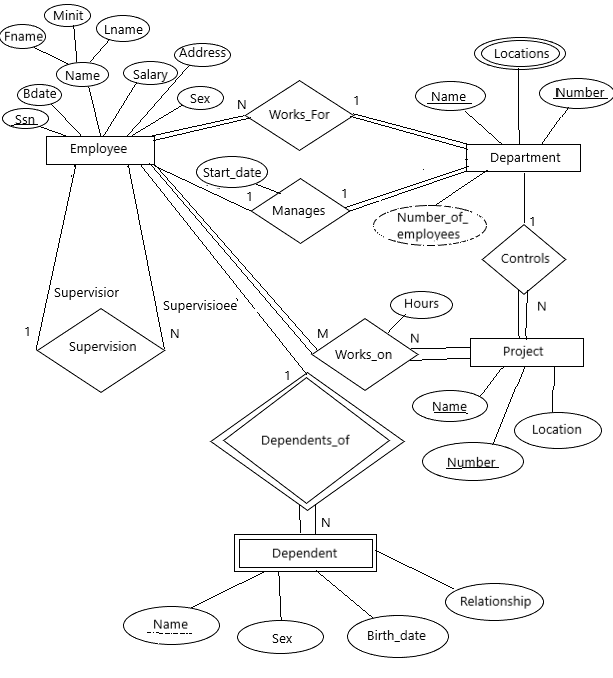 Minit
Fname
Lname
Name
Address
Salary
Bdate
Sex
Ssn
Employee
N
Works_For
1
Locations
Name
Number
Department
Start_date
1
Manages
1
Number_of_
employees
1
Controls
N
Supervisior
Supervisioee
1
Supervision
N
Hours
M
Works_on
N
Project
Name
Number
Location
1
Dependents_of
N
Dependent
Name
Sex
Birth_date
Relationship